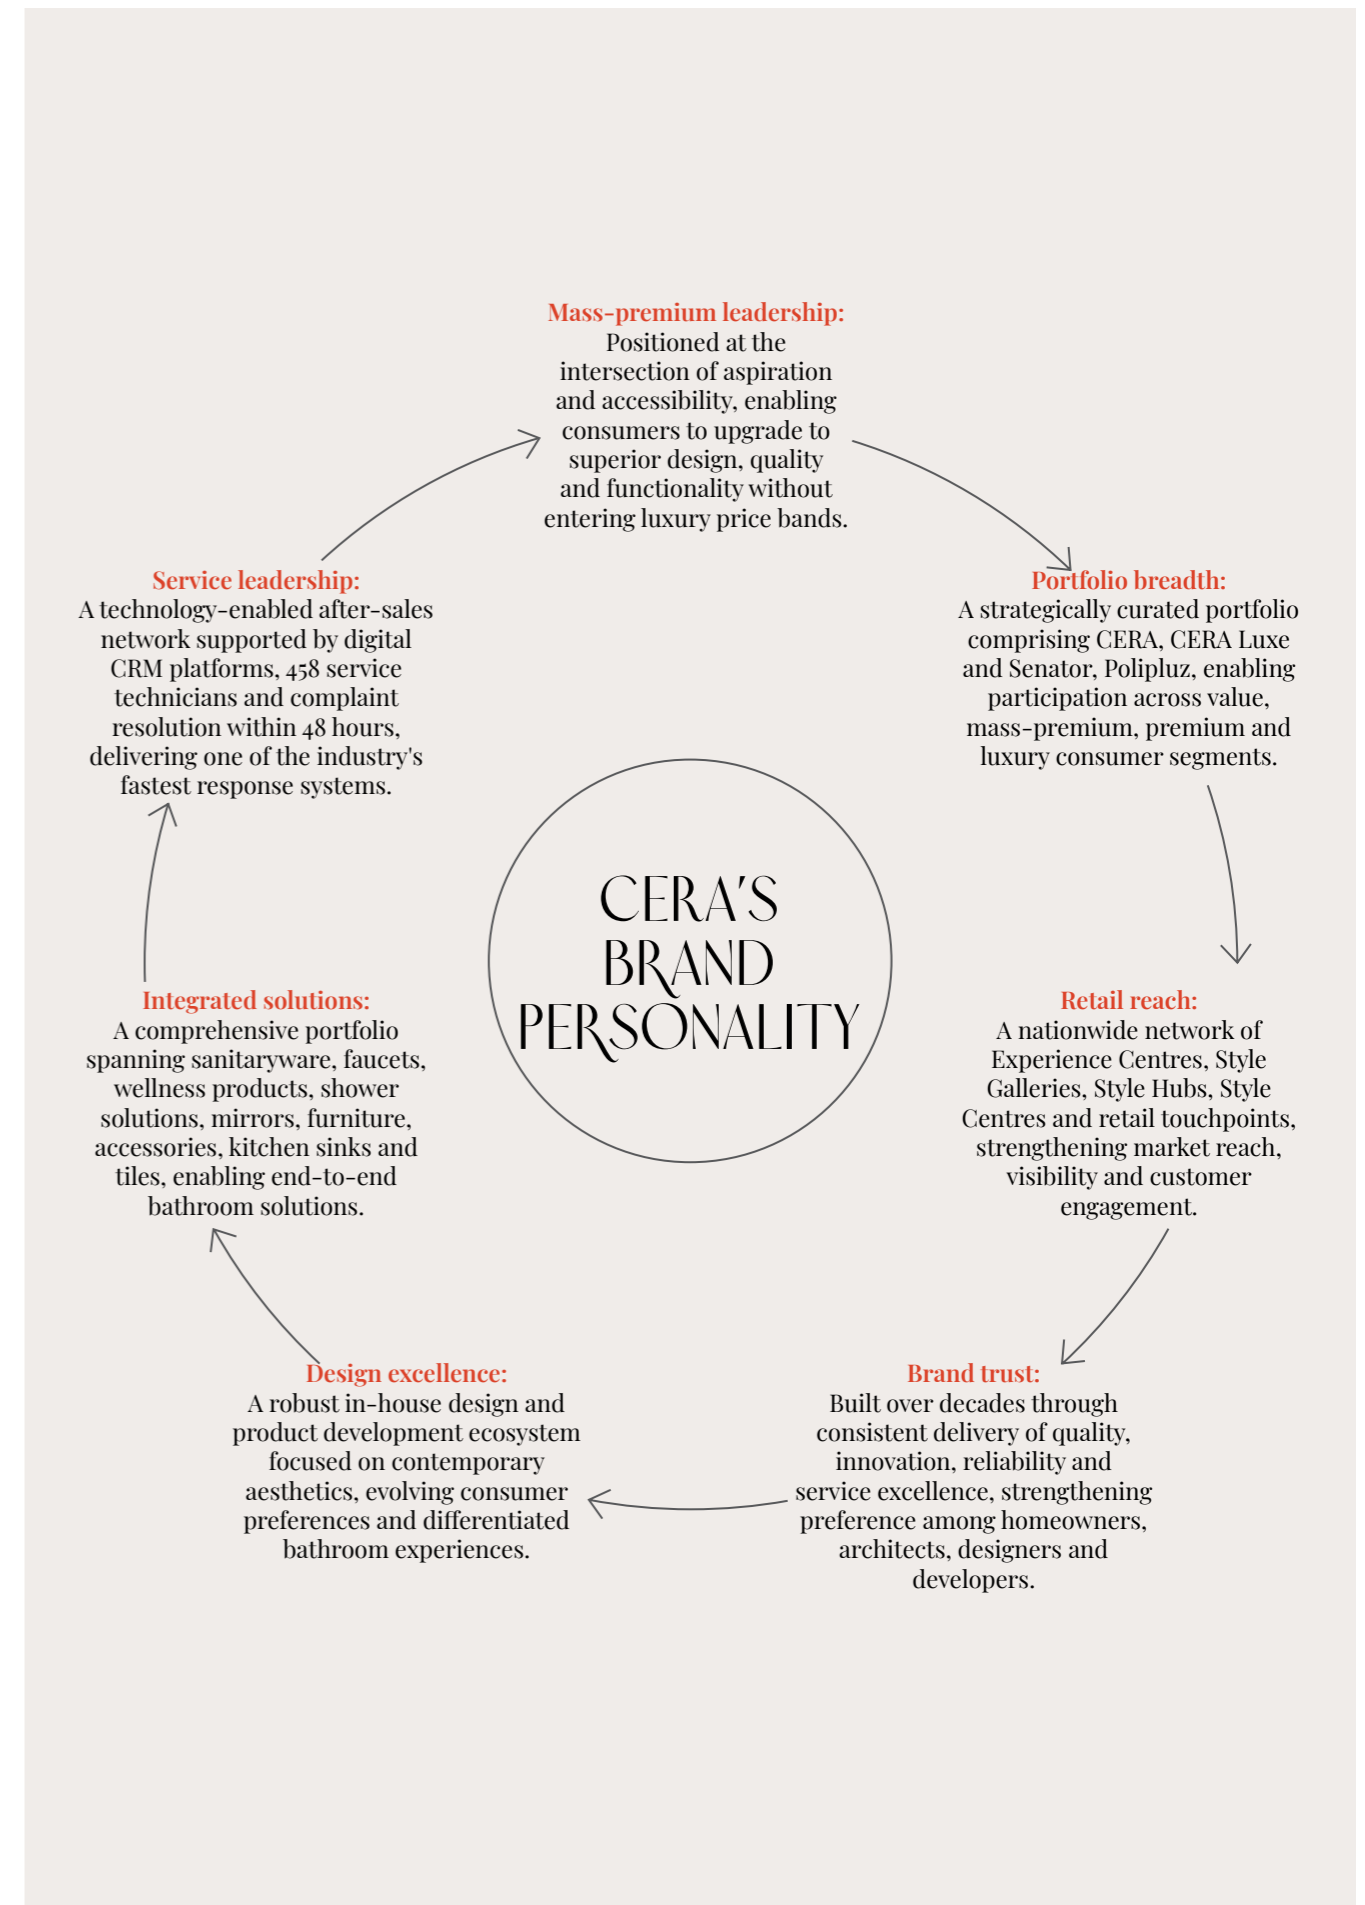 Mass-premium leadership:
Positioned at the
intersection of aspiration
and accessibility, enabling
consumers to upgrade to
superior design, quality
and functionality without
entering luxury price bands.
Portfolio breadth:
A strategically curated portfolio
comprising CERA, CERA Luxe
and Senator, Polipluz, enabling
participation across value,
mass-premium, premium and
luxury consumer segments.
Retail reach:
A nationwide network of
Experience Centres, Style
Galleries, Style Hubs, Style
Centres and retail touchpoints,
strengthening market reach,
visibility and customer
engagement.
Brand trust:
Built over decades through
consistent delivery of quality,
innovation, reliability and
service excellence, strengthening
preference among homeowners,
architects, designers and
developers.
Design excellence:
A robust in-house design and
product development ecosystem
focused on contemporary
aesthetics, evolving consumer
preferences and differentiated
bathroom experiences.
Integrated solutions:
A comprehensive portfolio
spanning sanitaryware, faucets,
wellness products, shower
solutions, mirrors, furniture,
accessories, kitchen sinks and
tiles, enabling end-to-end
bathroom solutions.
Service leadership:
A technology-enabled after-sales
network supported by digital
CRM platforms, 458 service
technicians and complaint
resolution within 48 hours,
delivering one of the industry's
fastest response systems.
CERA'S
BRAND
PERSONALITY